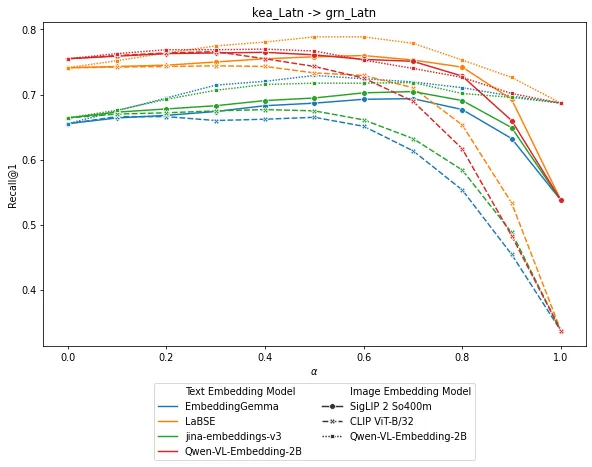 kea_Latn -> grn_Latn
0.8
0.7
0.6
0.5
0.4
Recall@1
0.0 0.2 0.4 0.6 0.8 1.0
α
Text Embedding Model Image Embedding Model
EmbeddingGemma SigLIP 2 So400m
LaBSE CLIP ViT-B/32
jina-embeddings-v3 Qwen-VL-Embedding-2B
Qwen-VL-Embedding-2B